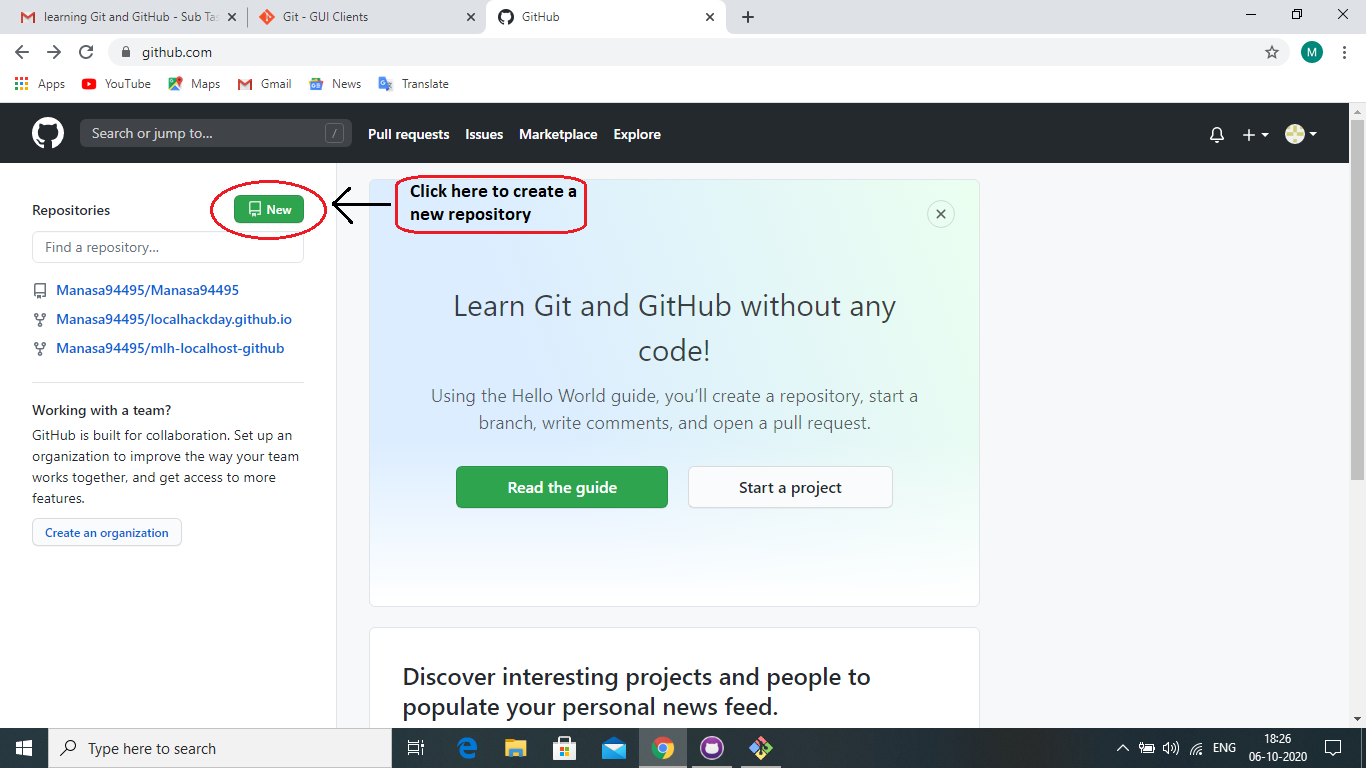 learning Git and GitHub - Sub Tas
Git - GUI Clients
GitHub
github.com
M
Apps
YouTube
Maps
Gmail
News
Translate
Search or jump to...
/
Pull requests
Issues
Marketplace
Explore
Repositories
New
Click here to create a
new repository
Find a repository...
Manasa94495/Manasa94495
Manasa94495/localhackday.github.io
Manasa94495/mlh-localhost-github
Working with a team?
GitHub is built for collaboration. Set up an
organization to improve the way your team
works together, and get access to more
features.
Create an organization
Learn Git and GitHub without any
code!
Using the Hello World guide, you’ll create a repository, start a
branch, write comments, and open a pull request.
Read the guide
Start a project
Discover interesting projects and people to
populate your personal news feed.
Type here to search
ENG
18:26
06-10-2020